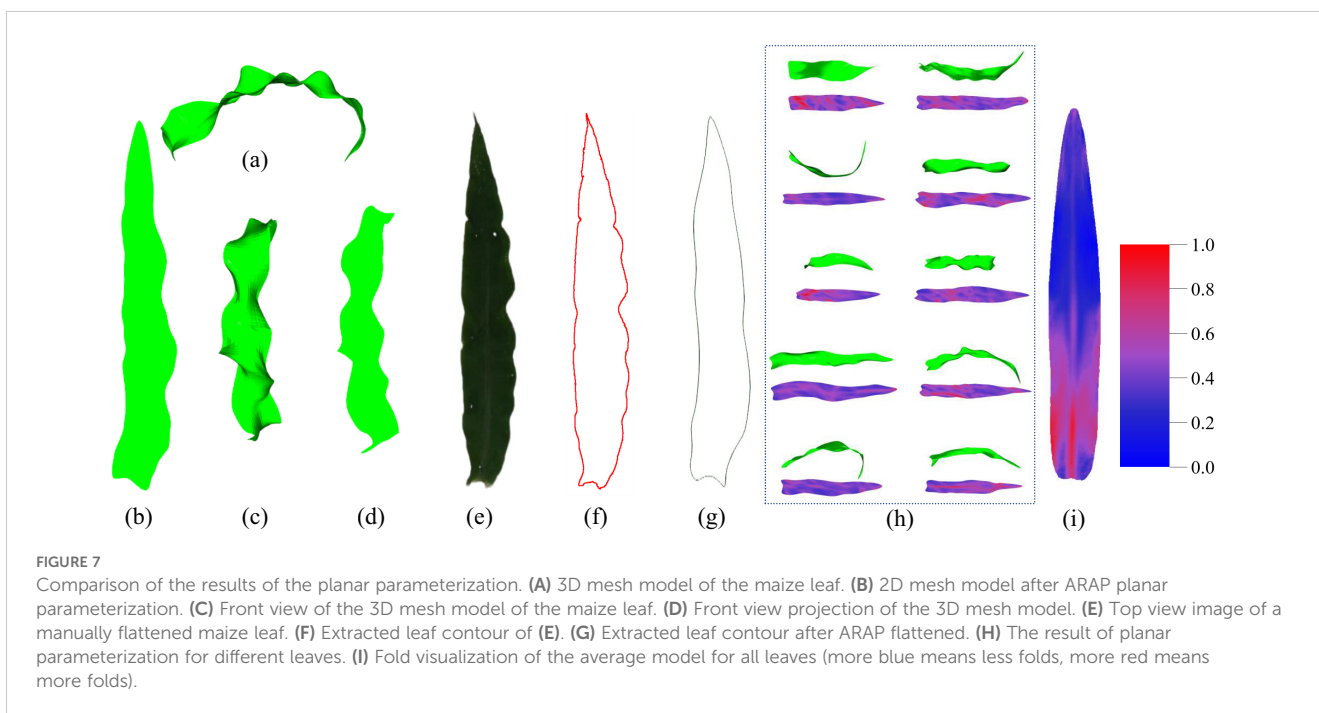 (a)
(b)
(c)
(d)
(e)
(f)
(g)
(h)
(i)
1.0
0.8
0.6
0.4
0.2
0.0
FIGURE 7
Comparison of the results of the planar parameterization. (A) 3D mesh model of the maize leaf. (B) 2D mesh model after ARAP planar
parameterization. (C) Front view of the 3D mesh model of the maize leaf. (D) Front view projection of the 3D mesh model. (E) Top view image of a
manually flattened maize leaf. (F) Extracted leaf contour of (E). (G) Extracted leaf contour after ARAP flattened. (H) The result of planar
parameterization for different leaves. (I) Fold visualization of the average model for all leaves (more blue means less folds, more red means
more folds).